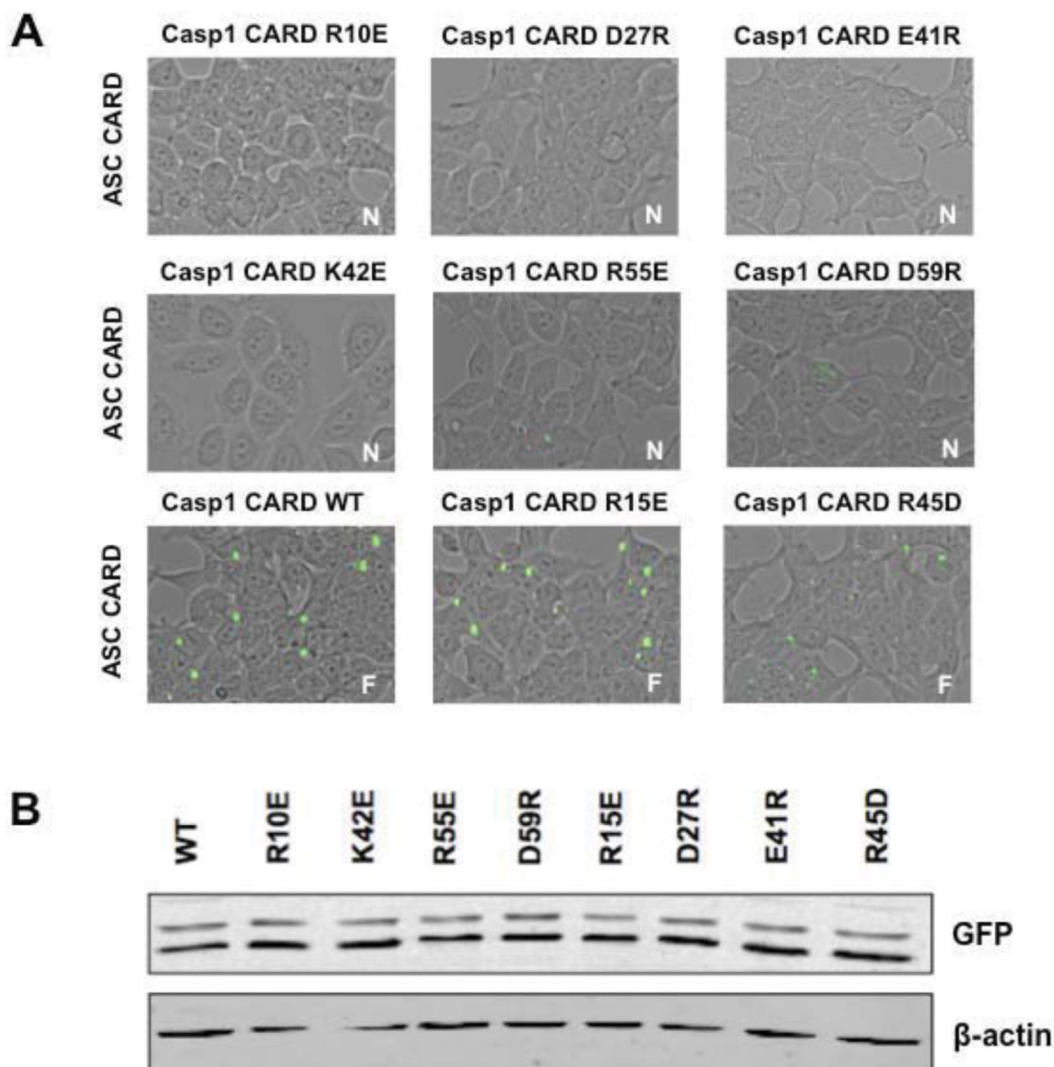 A
Casp1 CARD R10E Casp1 CARD D27R Casp1 CARD E41R
ASC CARD
N N N
Casp1 CARD K42E Casp1 CARD R55E Casp1 CARD D59R
ASC CARD
N N N
Casp1 CARD WT Casp1 CARD R15E Casp1 CARD R45D
ASC CARD
F F F
B
WT R10E K42E R55E D59R R15E D27R E41R R45D
GFP
β-actin